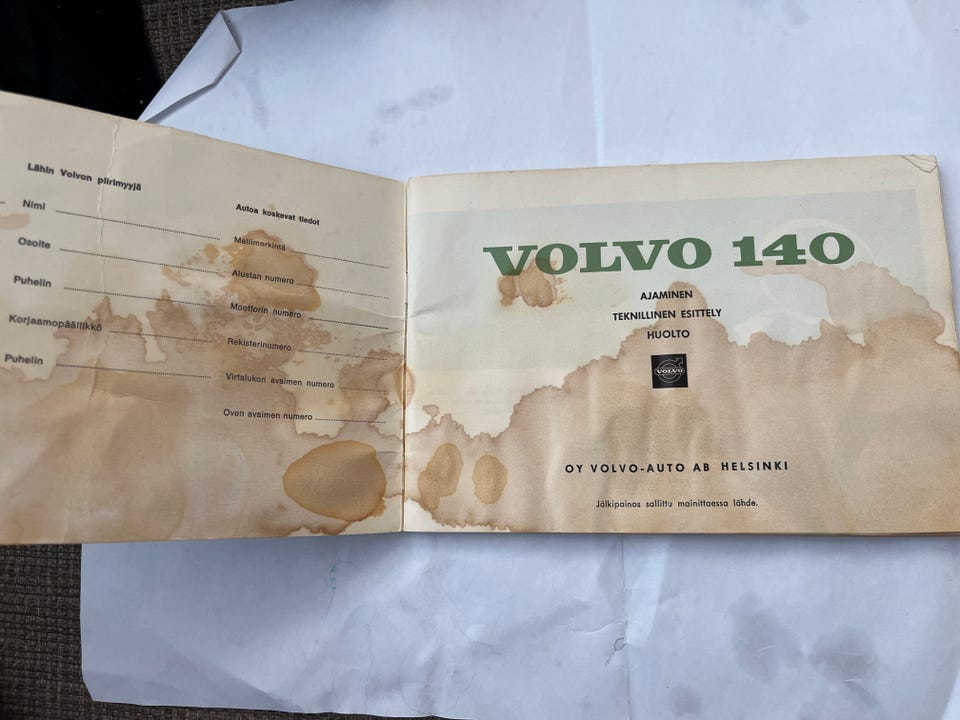 Lähin Volvon piirimyyjä
Nimi
Osoite
Puhelin
Korjaamopäällikkö
Puhelin
Autoa koskevat tiedot
Mallimerkintä
Alustan numero
Moottorin numero
Rekisterinumero
Virtalukon avaimen numero
Oven avaimen numero
VOLVO 140
AJAMINEN
TEKNILLINEN ESITTELY
HUOLTO
VOLVO
OY VOLVO-AUTO AB HELSINKI
Jälkipainos sallittu mainittaessa lähde.